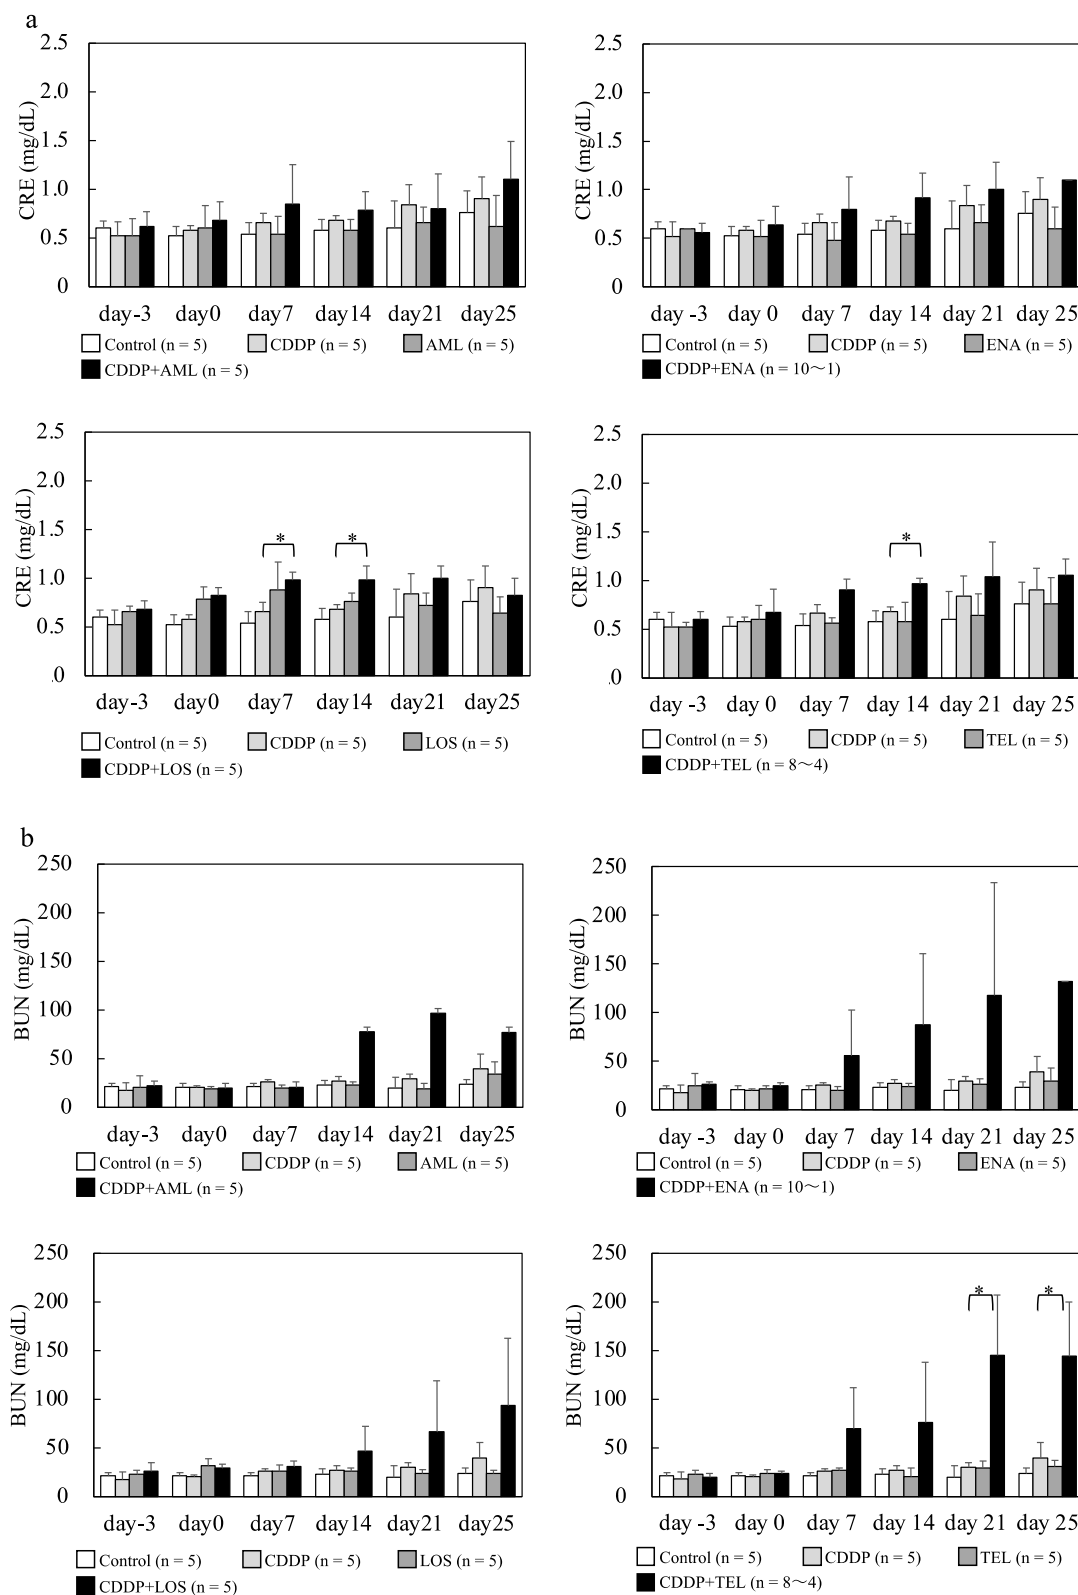 a
2.5
2.0
1.5
1.0
0.5
0
CRE (mg/dL)
day-3 day0 day7 day14 day21 day25
Control (n = 5) CDDP (n = 5) AML (n = 5)
CDDP+AML (n = 5)
2.5
2.0
1.5
1.0
0.5
0
CRE (mg/dL)
day -3 day 0 day 7 day 14 day 21 day 25
Control (n = 5) CDDP (n = 5) ENA (n = 5)
CDDP+ENA (n = 10～1)
2.5
2.0
1.5
1.0
0.5
.0
CRE (mg/dL)
* *
day-3 day0 day7 day14 day21 day25
Control (n = 5) CDDP (n = 5) LOS (n = 5)
CDDP+LOS (n = 5)
2.5
2.0
1.5
1.0
0.5
.0
CRE (mg/dL)
*
day -3 day 0 day 7 day 14 day 21 day 25
Control (n = 5) CDDP (n = 5) TEL (n = 5)
CDDP+TEL (n = 8～4)
b
250
200
150
100
50
0
BUN (mg/dL)
day-3 day0 day7 day14 day21 day25
Control (n = 5) CDDP (n = 5) AML (n = 5)
CDDP+AML (n = 5)
250
200
150
100
50
0
BUN (mg/dL)
day -3 day 0 day 7 day 14 day 21 day 25
Control (n = 5) CDDP (n = 5) ENA (n = 5)
CDDP+ENA (n = 10～1)
250
200
150
100
50
0
BUN (mg/dL)
day-3 day0 day7 day14 day21 day25
Control (n = 5) CDDP (n = 5) LOS (n = 5)
CDDP+LOS (n = 5)
250
200
150
100
50
0
BUN (mg/dL)
* *
day -3 day 0 day 7 day 14 day 21 day 25
Control (n = 5) CDDP (n = 5) TEL (n = 5)
CDDP+TEL (n = 8～4)